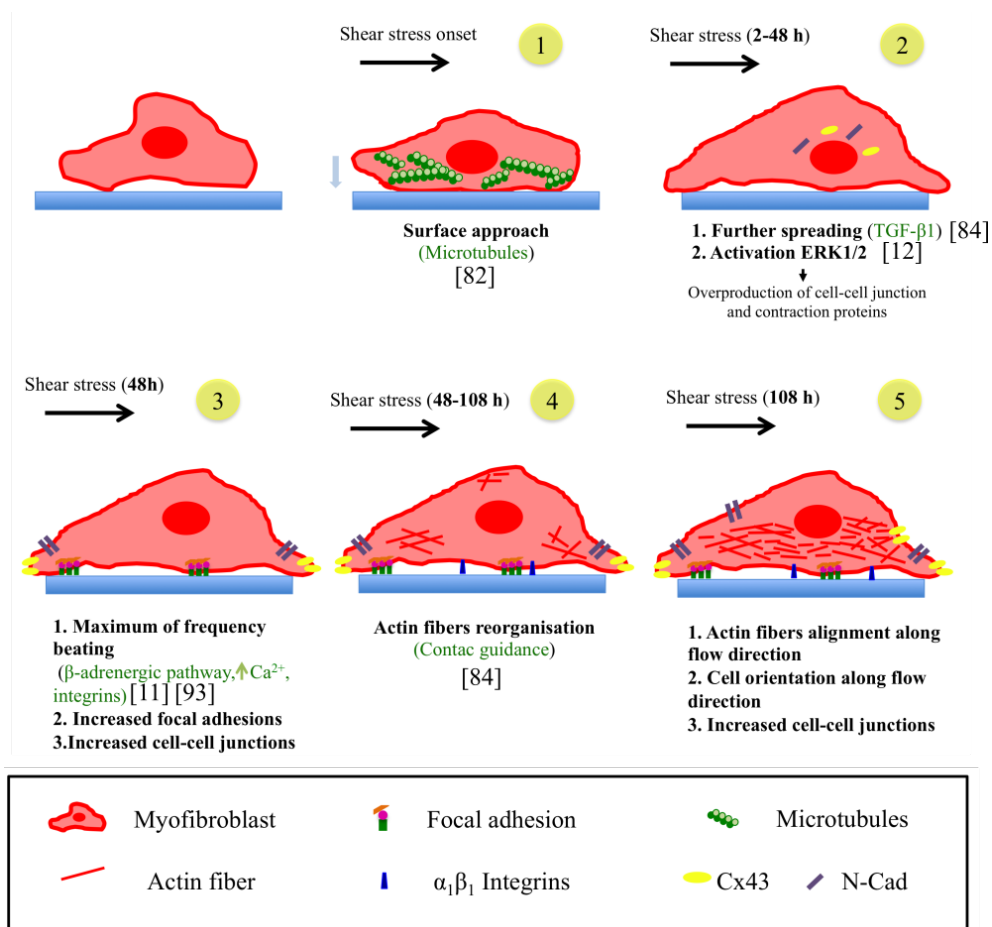 Shear stress onset
1
Shear stress (2-48 h)
2
Surface approach
(Microtubules)
[82]
1. Further spreading (TGF-β1) [84]
2. Activation ERK1/2 [12]
Overproduction of cell-cell junction
and contraction proteins
Shear stress (48h)
3
Shear stress (48-108 h)
4
Shear stress (108 h)
5
1. Maximum of frequency
beating
(β-adrenergic pathway,↑Ca²⁺,
integrins) [11] [93]
2. Increased focal adhesions
3.Increased cell-cell junctions
Actin fibers reorganisation
(Contac guidance)
[84]
1. Actin fibers alignment along
flow direction
2. Cell orientation along flow
direction
3. Increased cell-cell junctions
Myofibroblast
Focal adhesion
Microtubules
Actin fiber
α₁β₁ Integrins
Cx43
N-Cad